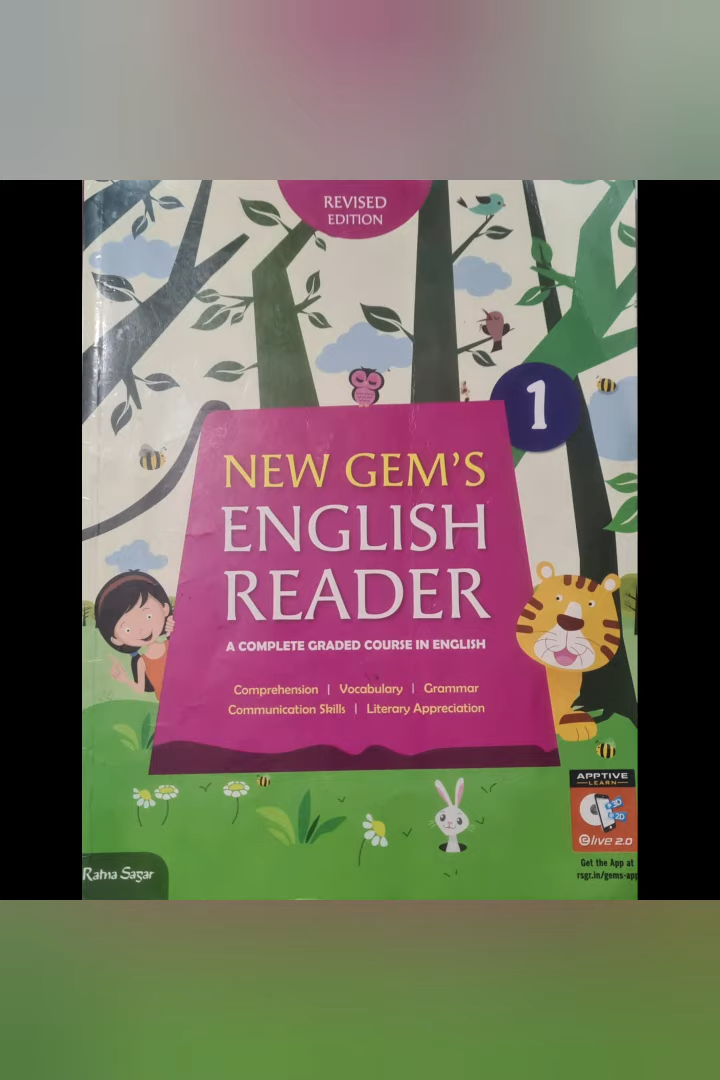 REVISED
EDITION
1
NEW GEM'S
ENGLISH
READER
A COMPLETE GRADED COURSE IN ENGLISH
Comprehension | Vocabulary | Grammar
Communication Skills | Literary Appreciation
APPTIVE
LEARN
3D
2D
live 2.0
Get the App at
rsgr.in/gems-app
Ratna Sagar